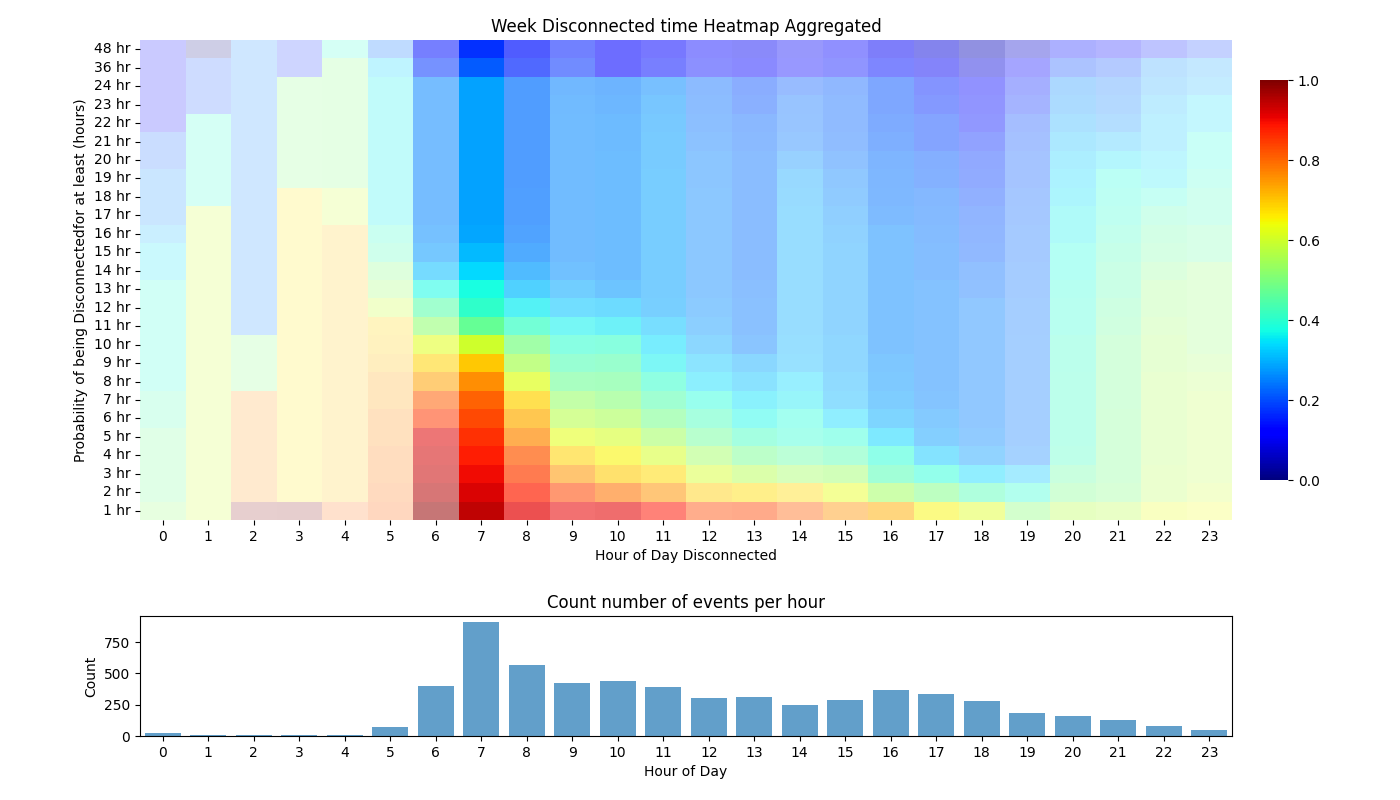 Week Disconnected time Heatmap Aggregated
Probability of being Disconnectedfor at least (hours)
48 hr
36 hr
24 hr
23 hr
22 hr
21 hr
20 hr
19 hr
18 hr
17 hr
16 hr
15 hr
14 hr
13 hr
12 hr
11 hr
10 hr
9 hr
8 hr
7 hr
6 hr
5 hr
4 hr
3 hr
2 hr
1 hr
0 1 2 3 4 5 6 7 8 9 10 11 12 13 14 15 16 17 18 19 20 21 22 23
Hour of Day Disconnected
1.0
0.8
0.6
0.4
0.2
0.0
Count number of events per hour
Count
750
500
250
0
0 1 2 3 4 5 6 7 8 9 10 11 12 13 14 15 16 17 18 19 20 21 22 23
Hour of Day